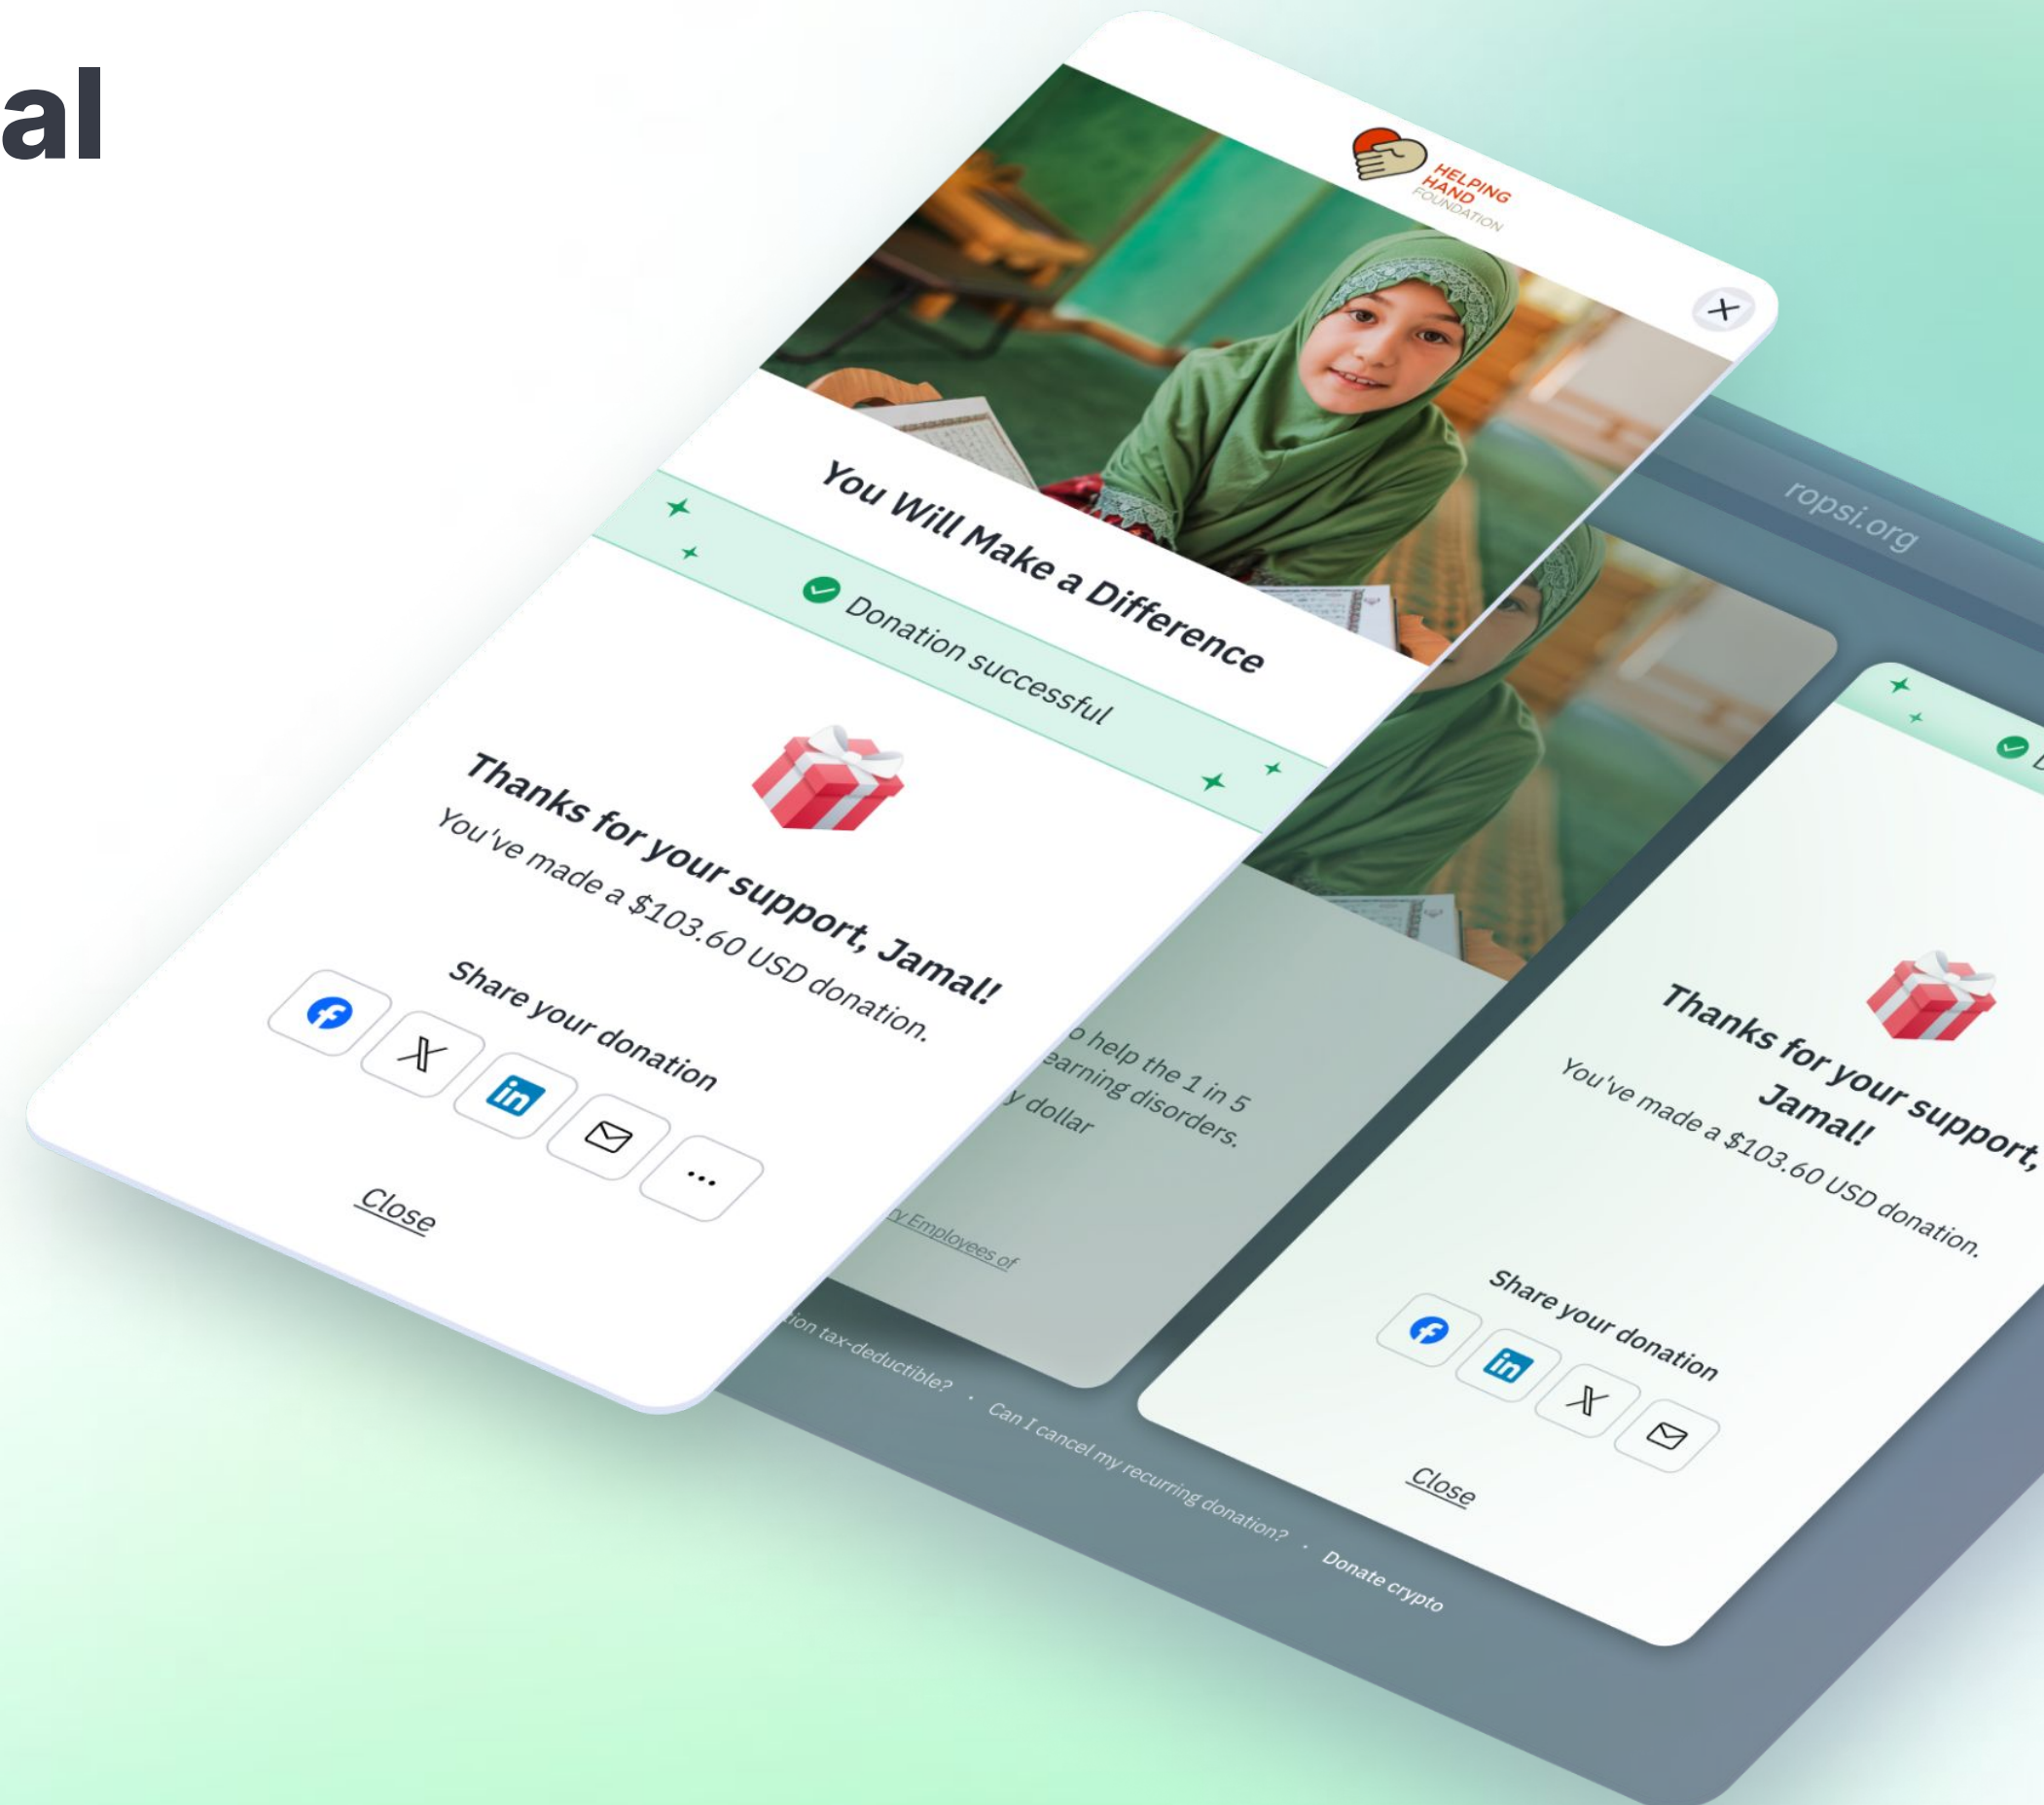 al
HELPING
HAND
FOUNDATION
You Will Make a Difference
Donation successful
Thanks for your support, Jamal!
You've made a $103.60 USD donation.
Share your donation
Close
ropsi.org
help the 1 in 5
disorders.
dollar
Employees of
tax-deductible? · Can I cancel my recurring donation? · Donate crypto
Thanks for your support,
Jamal!
You've made a $103.60 USD donation.
Share your donation
Close